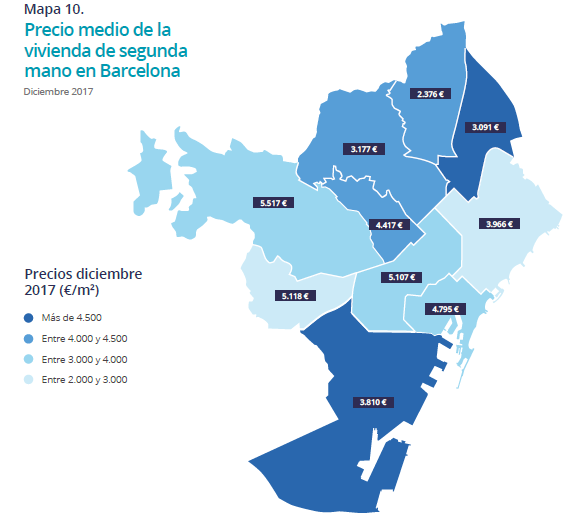 Mapa 10.
Precio medio de la
vivienda de segunda
mano en Barcelona
Diciembre 2017
2.376 €
3.091 €
3.177 €
5.517 €
4.417 €
3.966 €
5.107 €
5.118 €
4.795 €
3.810 €
Precios diciembre
2017 (€/m²)
Más de 4.500
Entre 4.000 y 4.500
Entre 3.000 y 4.000
Entre 2.000 y 3.000